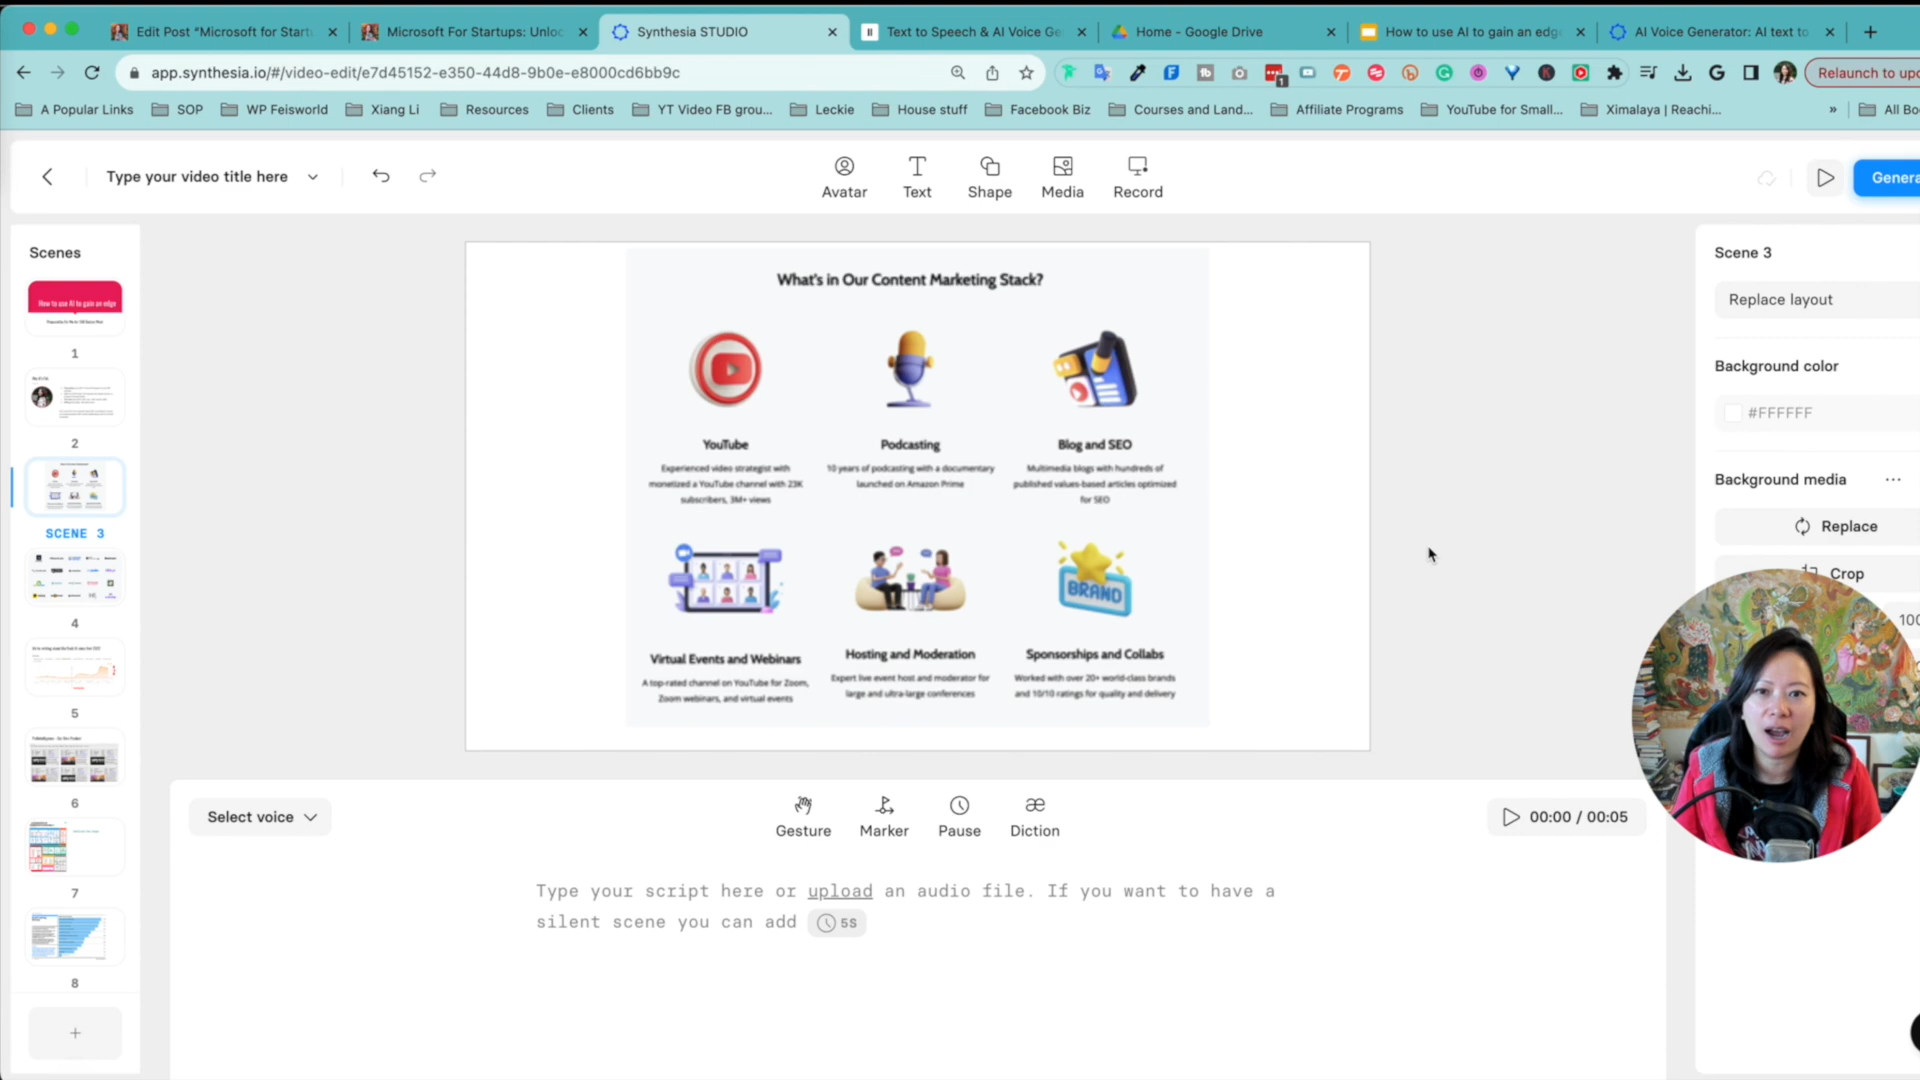 Edit Post "Microsoft for Start
Microsoft For Startups: Unloc
Synthesia STUDIO
Text to Speech & AI Voice Ge
Home - Google Drive
How to use AI to gain an edge
AI Voice Generator: AI text to
app.synthesia.io/#/video-edit/e7d45152-e350-44d8-9b0e-e8000cd6bb9c
Relaunch to upd
A Popular Links
SOP
WP Feisworld
Xiang Li
Resources
Clients
YT Video FB grou...
Leckie
House stuff
Facebook Biz
Courses and Land...
Affiliate Programs
YouTube for Small...
Ximalaya | Reachi...
»
All Bo
Type your video title here
Avatar
Text
Shape
Media
Record
Genera
Scenes
How to use AI to gain an edge
1
2
SCENE 3
4
5
6
7
8
+
What's in Our Content Marketing Stack?
YouTube
Experienced video strategist with
monetized a YouTube channel with 23K
subscribers, 3M+ views
Podcasting
10 years of podcasting with a documentary
launched on Amazon Prime
Blog and SEO
Multimedia blogs with hundreds of
published values-based articles optimized
for SEO
BRAND
Virtual Events and Webinars
A top-rated channel on YouTube for Zoom,
Zoom webinars, and virtual events
Hosting and Moderation
Expert live event host and moderator for
large and ultra-large conferences
Sponsorships and Collabs
Worked with over 20+ world-class brands
and 10/10 ratings for quality and delivery
Scene 3
Replace layout
Background color
#FFFFFF
Background media
Replace
Crop
100
Select voice
Gesture
Marker
Pause
Diction
00:00 / 00:05
Type your script here or upload an audio file. If you want to have a
silent scene you can add 5S